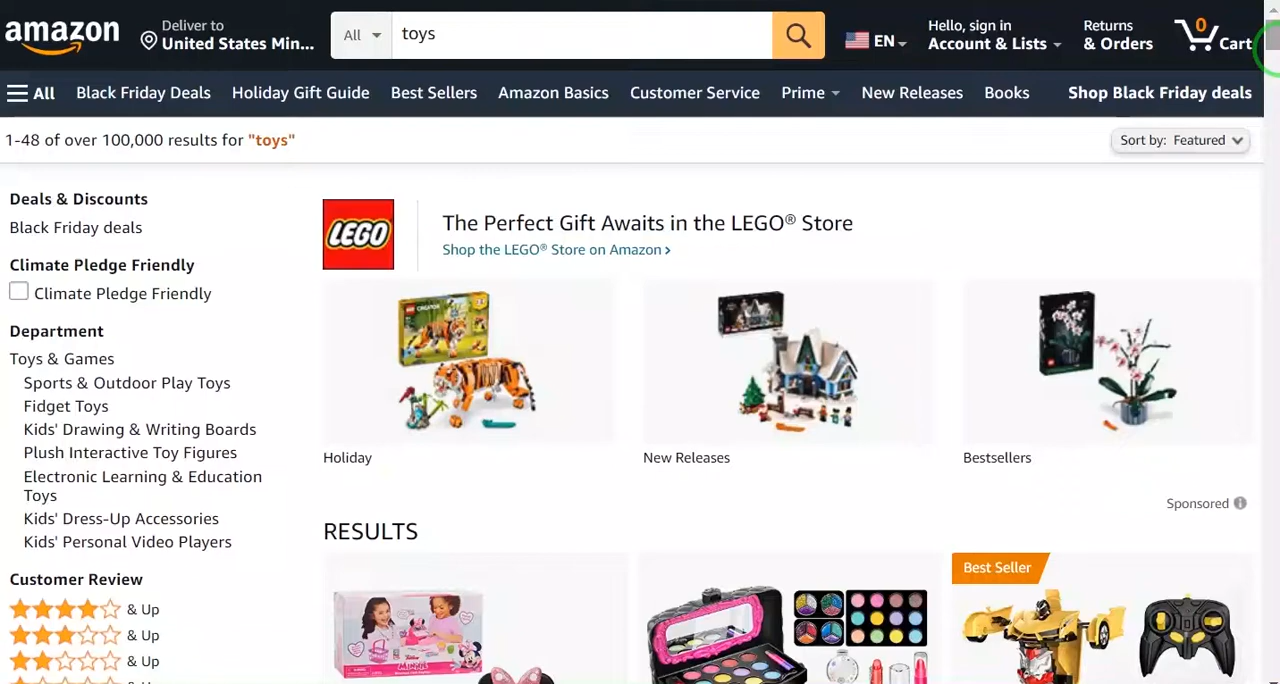 amazon
Deliver to
United States Min...
All
toys
EN
Hello, sign in
Account & Lists
Returns
& Orders
0
Cart
All
Black Friday Deals
Holiday Gift Guide
Best Sellers
Amazon Basics
Customer Service
Prime
New Releases
Books
Shop Black Friday deals
1-48 of over 100,000 results for "toys"
Sort by: Featured
Deals & Discounts
Black Friday deals
Climate Pledge Friendly
Climate Pledge Friendly
Department
Toys & Games
Sports & Outdoor Play Toys
Fidget Toys
Kids' Drawing & Writing Boards
Plush Interactive Toy Figures
Electronic Learning & Education
Toys
Kids' Dress-Up Accessories
Kids' Personal Video Players
Customer Review
& Up
& Up
& Up
LEGO
The Perfect Gift Awaits in the LEGO® Store
Shop the LEGO® Store on Amazon ›
Holiday
New Releases
Bestsellers
Sponsored
RESULTS
Best Seller